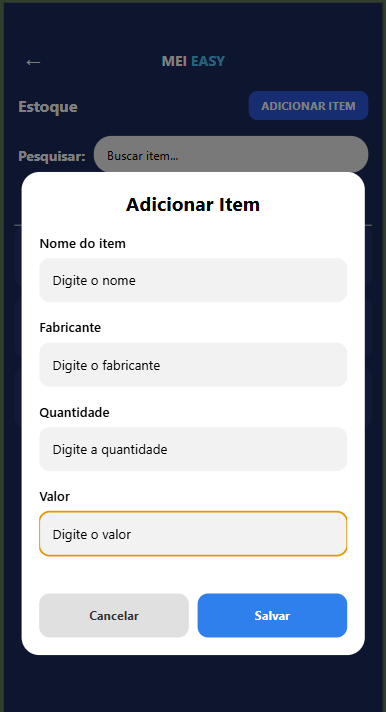 ←
MEI EASY
Estoque
ADICIONAR ITEM
Pesquisar:
Buscar item...
Adicionar Item
Nome do item
Digite o nome
Fabricante
Digite o fabricante
Quantidade
Digite a quantidade
Valor
Digite o valor
Cancelar
Salvar